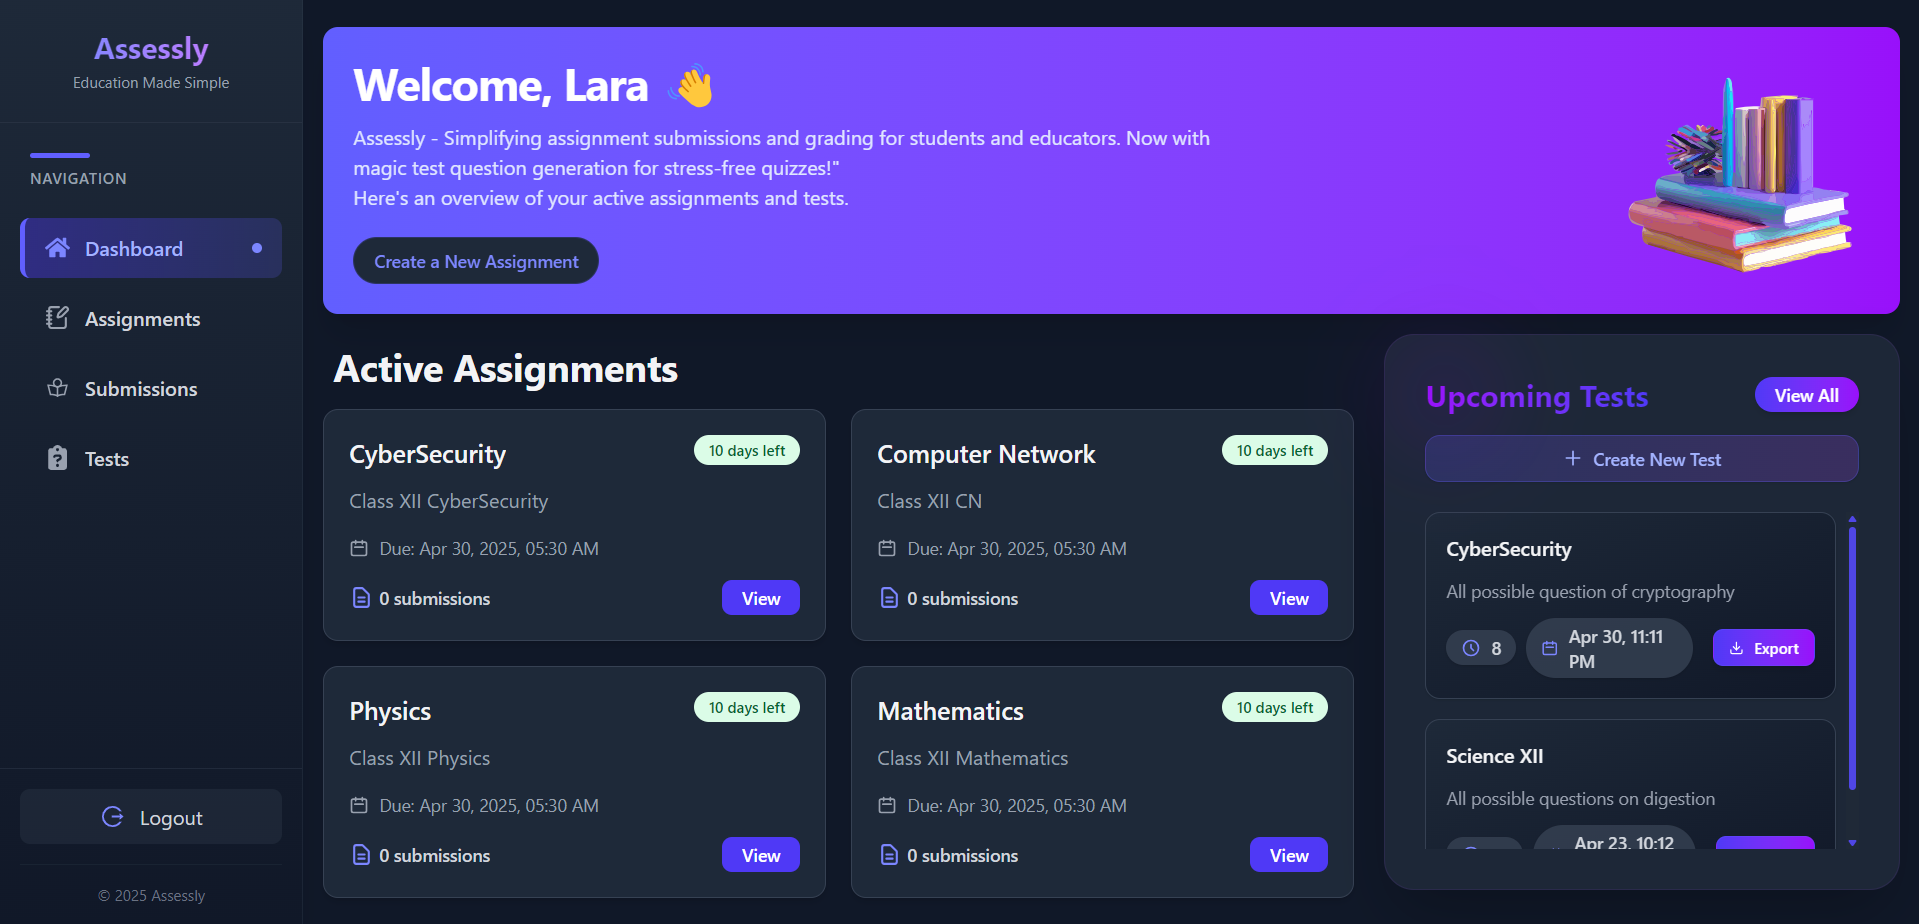 Assessly
Education Made Simple
NAVIGATION
Dashboard
Assignments
Submissions
Tests
Logout
© 2025 Assessly
Welcome, Lara 👋
Assessly - Simplifying assignment submissions and grading for students and educators. Now with
magic test question generation for stress-free quizzes!"
Here's an overview of your active assignments and tests.
Create a New Assignment
Active Assignments
CyberSecurity
10 days left
Class XII CyberSecurity
Due: Apr 30, 2025, 05:30 AM
0 submissions
View
Computer Network
10 days left
Class XII CN
Due: Apr 30, 2025, 05:30 AM
0 submissions
View
Physics
10 days left
Class XII Physics
Due: Apr 30, 2025, 05:30 AM
0 submissions
View
Mathematics
10 days left
Class XII Mathematics
Due: Apr 30, 2025, 05:30 AM
0 submissions
View
Upcoming Tests
View All
+ Create New Test
CyberSecurity
All possible question of cryptography
8
Apr 30, 11:11
PM
Export
Science XII
All possible questions on digestion
Apr 23, 10:12